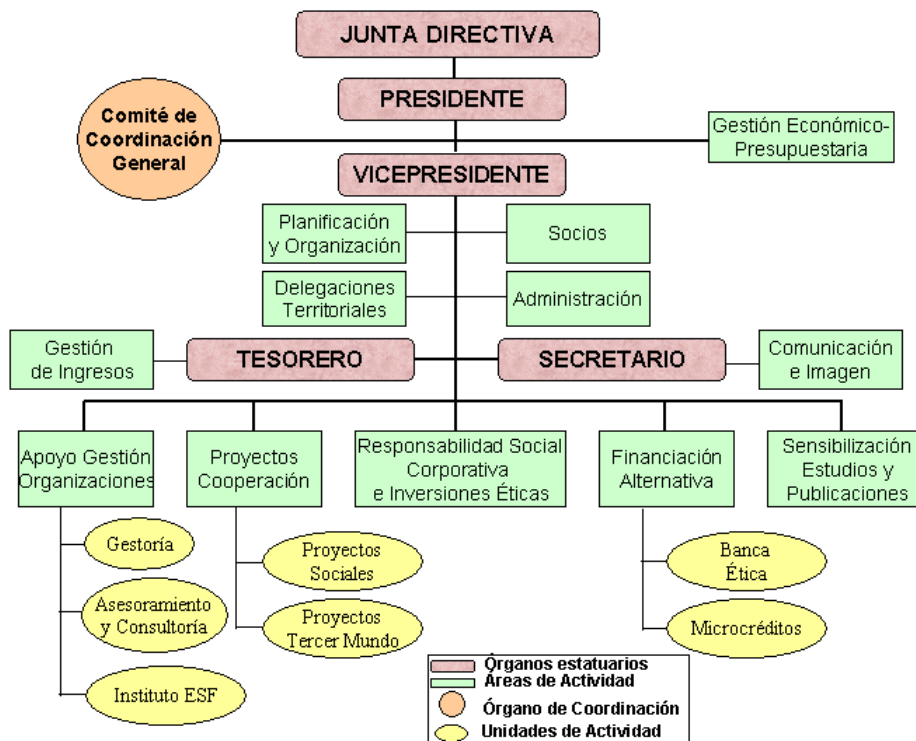 JUNTA DIRECTIVA
PRESIDENTE
Comité de
Coordinación
General
Gestión Económico-
Presupuestaria
VICEPRESIDENTE
Planificación
y Organización
Socios
Delegaciones
Territoriales
Administración
Gestión
de Ingresos
TESORERO
SECRETARIO
Comunicación
e Imagen
Apoyo Gestión
Organizaciones
Proyectos
Cooperación
Responsabilidad Social
Corporativa
e Inversiones Éticas
Financiación
Alternativa
Sensibilización
Estudios y
Publicaciones
Gestoría
Asesoramiento
y Consultoría
Instituto ESF
Proyectos
Sociales
Proyectos
Tercer Mundo
Banca
Ética
Microcréditos
Órganos estatuarios
Áreas de Actividad
Órgano de Coordinación
Unidades de Actividad